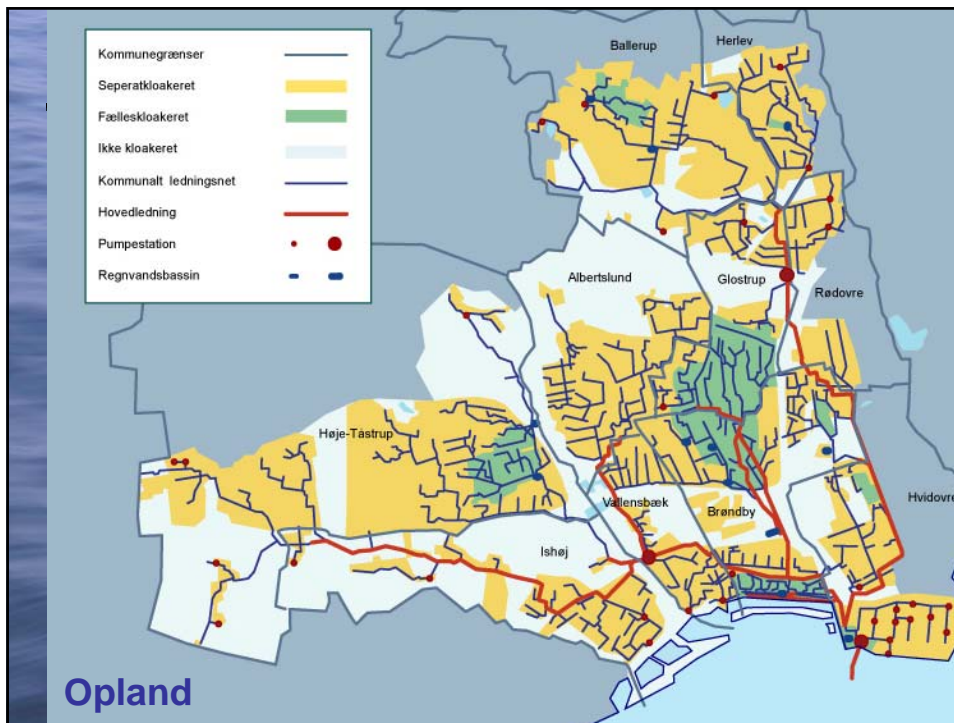 Kommunegrænser
Seperatkloakeret
Fælleskloakeret
Ikke kloakeret
Kommunalt ledningsnet
Hovedledning
Pumpestation
Regnvandsbassin
Ballerup
Herlev
Albertslund
Glostrup
Rødovre
Høje-Tåstrup
Vallensbæk
Brøndby
Hvidovre
Ishøj
Opland